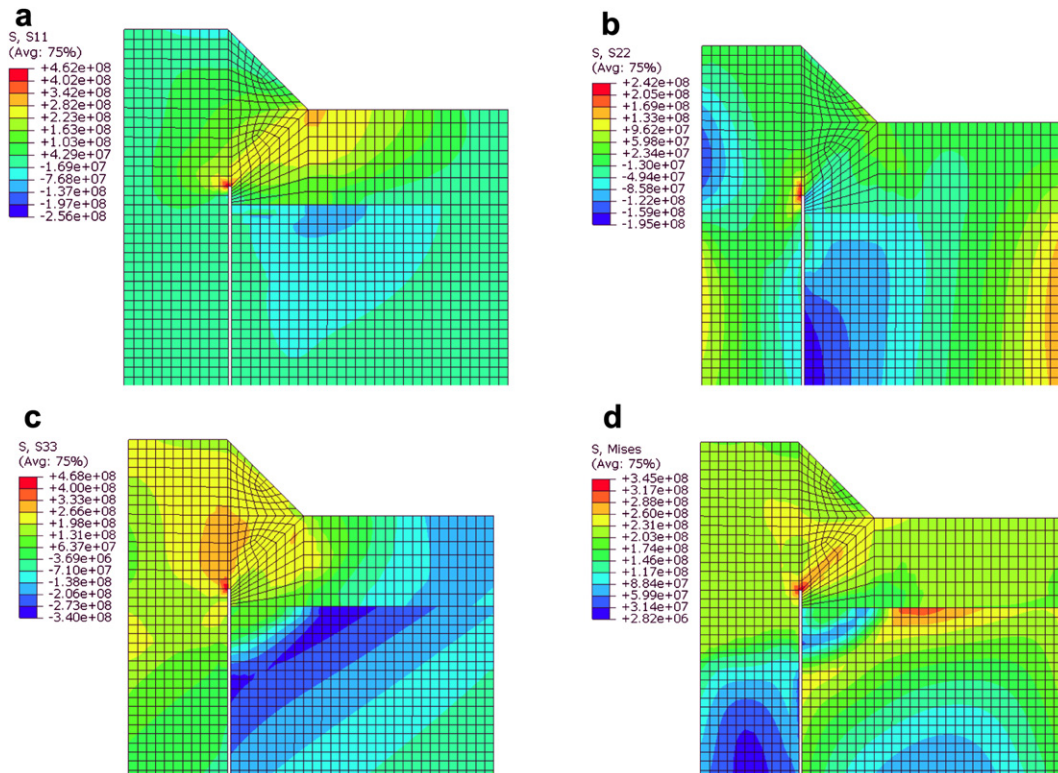 a
S, S11
(Avg: 75%)
+4.62e+08
+4.02e+08
+3.42e+08
+2.82e+08
+2.23e+08
+1.63e+08
+1.03e+08
+4.29e+07
-1.69e+07
-7.68e+07
-1.37e+08
-1.97e+08
-2.56e+08
b
S, S22
(Avg: 75%)
+2.42e+08
+2.05e+08
+1.69e+08
+1.33e+08
+9.62e+07
+5.98e+07
+2.34e+07
-1.30e+07
-4.94e+07
-8.58e+07
-1.22e+08
-1.59e+08
-1.95e+08
c
S, S33
(Avg: 75%)
+4.68e+08
+4.00e+08
+3.33e+08
+2.66e+08
+1.98e+08
+1.31e+08
+6.37e+07
-3.69e+06
-7.10e+07
-1.38e+08
-2.06e+08
-2.73e+08
-3.40e+08
d
S, Mises
(Avg: 75%)
+3.45e+08
+3.17e+08
+2.88e+08
+2.60e+08
+2.31e+08
+2.03e+08
+1.74e+08
+1.46e+08
+1.17e+08
+8.84e+07
+5.99e+07
+3.14e+07
+2.82e+06